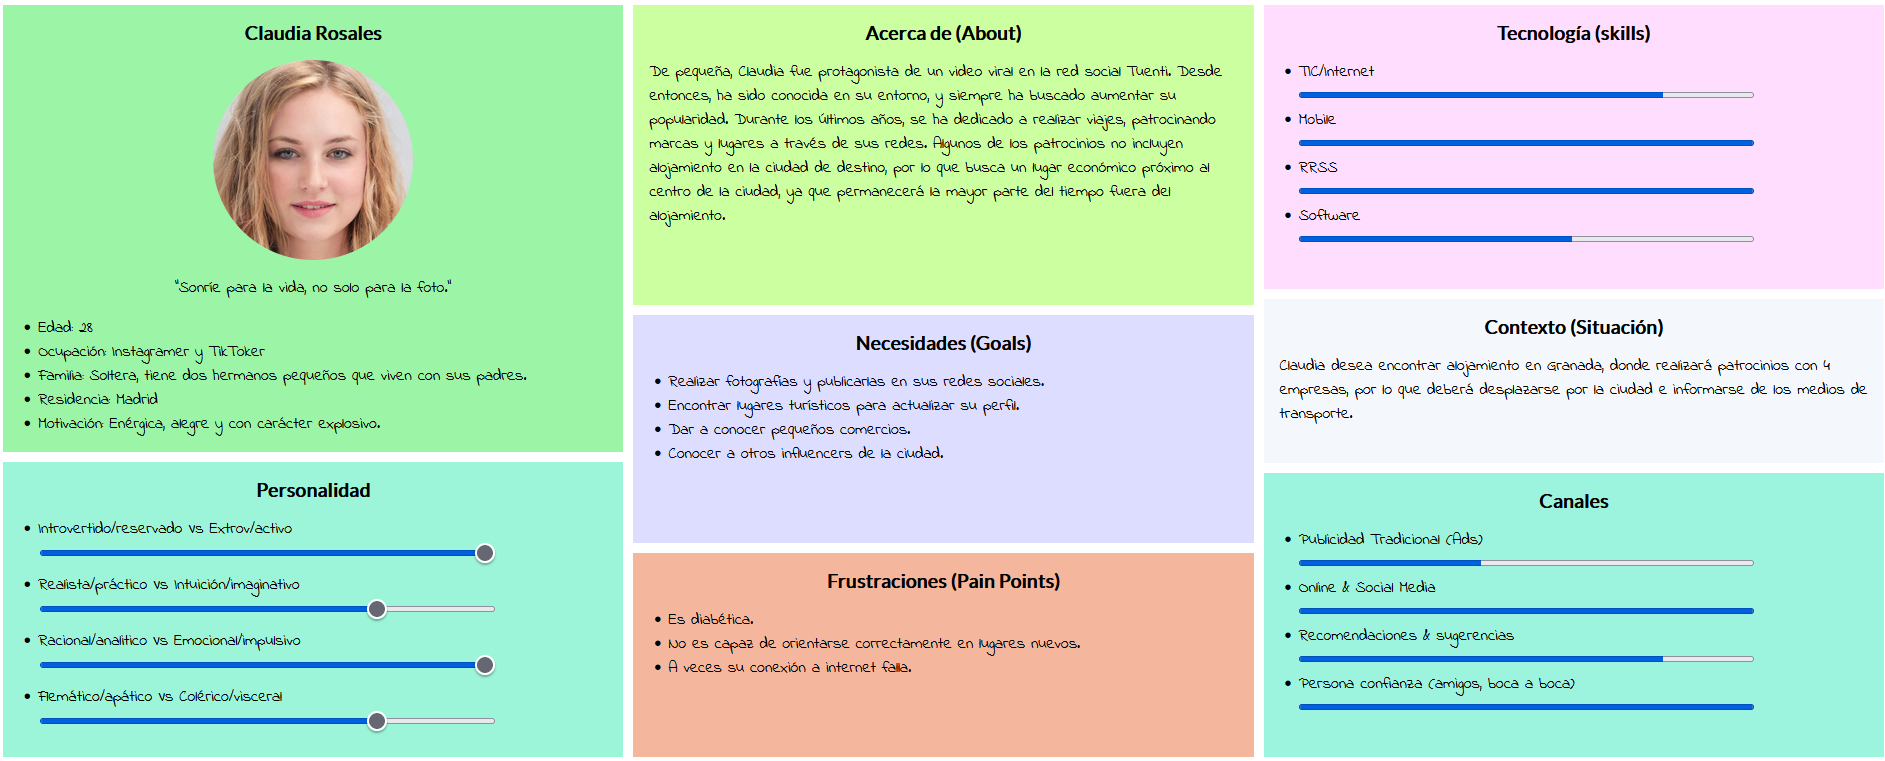 Claudia Rosales
"Sonríe para la vida, no solo para la foto."
Edad: 28
Ocupación: Instagramer y TikToker
Familia: Soltera, tiene dos hermanos pequeños que viven con sus padres.
Residencia: Madrid
Motivación: Enérgica, alegre y con carácter explosivo.
Personalidad
Introvertido/reservado Vs Extrov/activo
Realista/práctico Vs Intuición/imaginativo
Racional/analítico Vs Emocional/impulsivo
Flemático/apático Vs Colérico/visceral
Acerca de (About)
De pequeña, Claudia fue protagonista de un video viral en la red social Tuenti. Desde
entonces, ha sido conocida en su entorno, y siempre ha buscado aumentar su
popularidad. Durante los últimos años, se ha dedicado a realizar viajes, patrocinando
marcas y lugares a través de sus redes. Algunos de los patrocinios no incluyen
alojamiento en la ciudad de destino, por lo que busca un lugar económico próximo al
centro de la ciudad, ya que permanecerá la mayor parte del tiempo fuera del
alojamiento.
Necesidades (Goals)
Realizar fotografías y publicarlas en sus redes sociales.
Encontrar lugares turísticos para actualizar su perfil.
Dar a conocer pequeños comercios.
Conocer a otros influencers de la ciudad.
Frustraciones (Pain Points)
Es diabética.
No es capaz de orientarse correctamente en lugares nuevos.
A veces su conexión a internet falla.
Tecnología (skills)
TIC/Internet
Mobile
RRSS
Software
Contexto (Situación)
Claudia desea encontrar alojamiento en Granada, donde realizará patrocinios con 4
empresas, por lo que deberá desplazarse por la ciudad e informarse de los medios de
transporte.
Canales
Publicidad Tradicional (Ads)
Online & Social Media
Recomendaciones & sugerencias
Persona confianza (amigos, boca a boca)